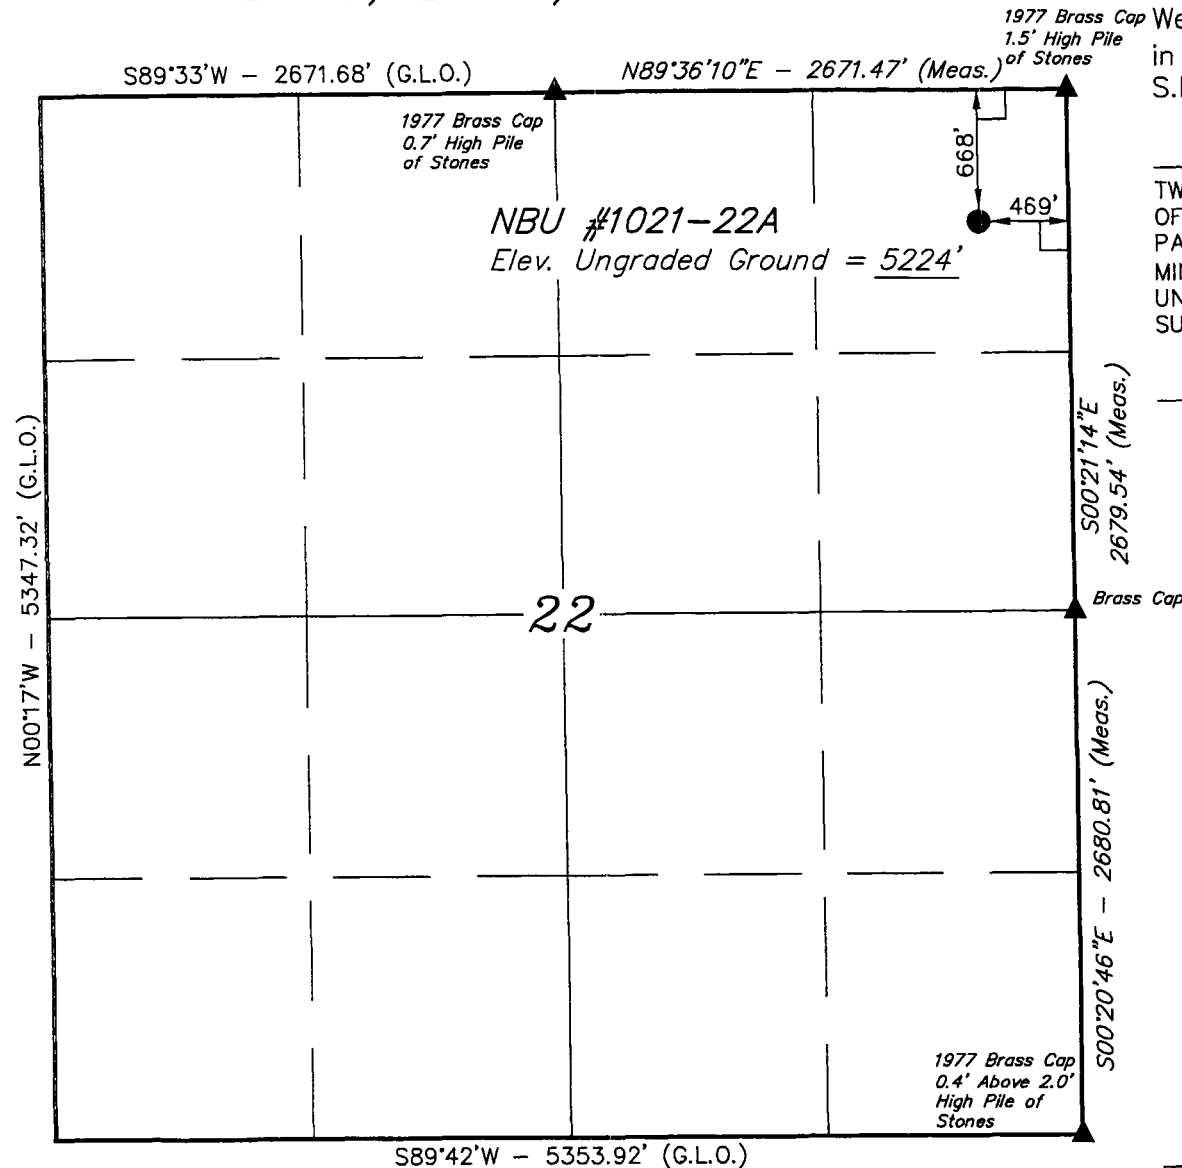 1977 Brass Cap
1.5' High Pile
of Stones
We
in
S.
S89°33'W – 2671.68' (G.L.O.)
N89°36'10"E – 2671.47' (Meas.)
1977 Brass Cap
0.7' High Pile
of Stones
668'
469'
NBU #1021–22A
Elev. Ungraded Ground = 5224'
TW
OF
PA
MI
UN
SU
N00°17'W – 5347.32' (G.L.O.)
S00°21'14"E
2679.54' (Meas.)
22
Brass Cap
S00°20'46"E – 2680.81' (Meas.)
1977 Brass Cap
0.4' Above 2.0'
High Pile of
Stones
S89°42'W – 5353.92' (G.L.O.)